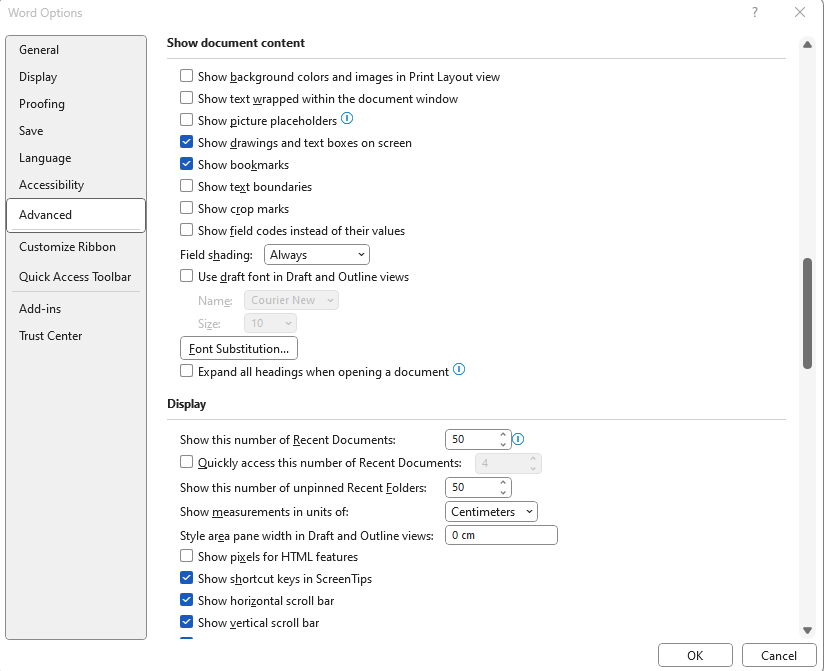 Word Options
General
Display
Proofing
Save
Language
Accessibility
Advanced
Customize Ribbon
Quick Access Toolbar
Add-ins
Trust Center
Show document content
Show background colors and images in Print Layout view
Show text wrapped within the document window
Show picture placeholders
Show drawings and text boxes on screen
Show bookmarks
Show text boundaries
Show crop marks
Show field codes instead of their values
Field shading: Always
Use draft font in Draft and Outline views
Name: Courier New
Size: 10
Font Substitution...
Expand all headings when opening a document
Display
Show this number of Recent Documents: 50
Quickly access this number of Recent Documents: 4
Show this number of unpinned Recent Folders: 50
Show measurements in units of: Centimeters
Style area pane width in Draft and Outline views: 0 cm
Show pixels for HTML features
Show shortcut keys in ScreenTips
Show horizontal scroll bar
Show vertical scroll bar
OK Cancel